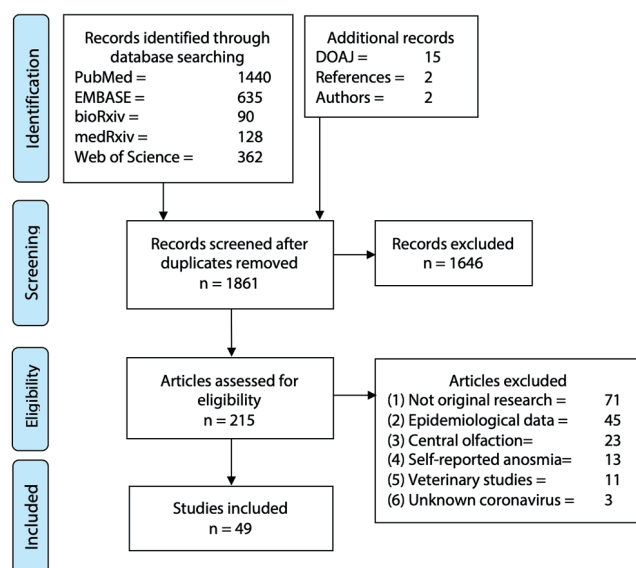 Identification
Records identified through
database searching
PubMed = 1440
EMBASE = 635
bioRxiv = 90
medRxiv = 128
Web of Science = 362
Additional records
DOAJ = 15
References = 2
Authors = 2
Screening
Records screened after
duplicates removed
n = 1861
Records excluded
n = 1646
Eligibility
Articles assessed for
eligibility
n = 215
Articles excluded
(1) Not original research = 71
(2) Epidemiological data = 45
(3) Central olfaction= 23
(4) Self-reported anosmia= 13
(5) Veterinary studies = 11
(6) Unknown coronavirus = 3
Included
Studies included
n = 49